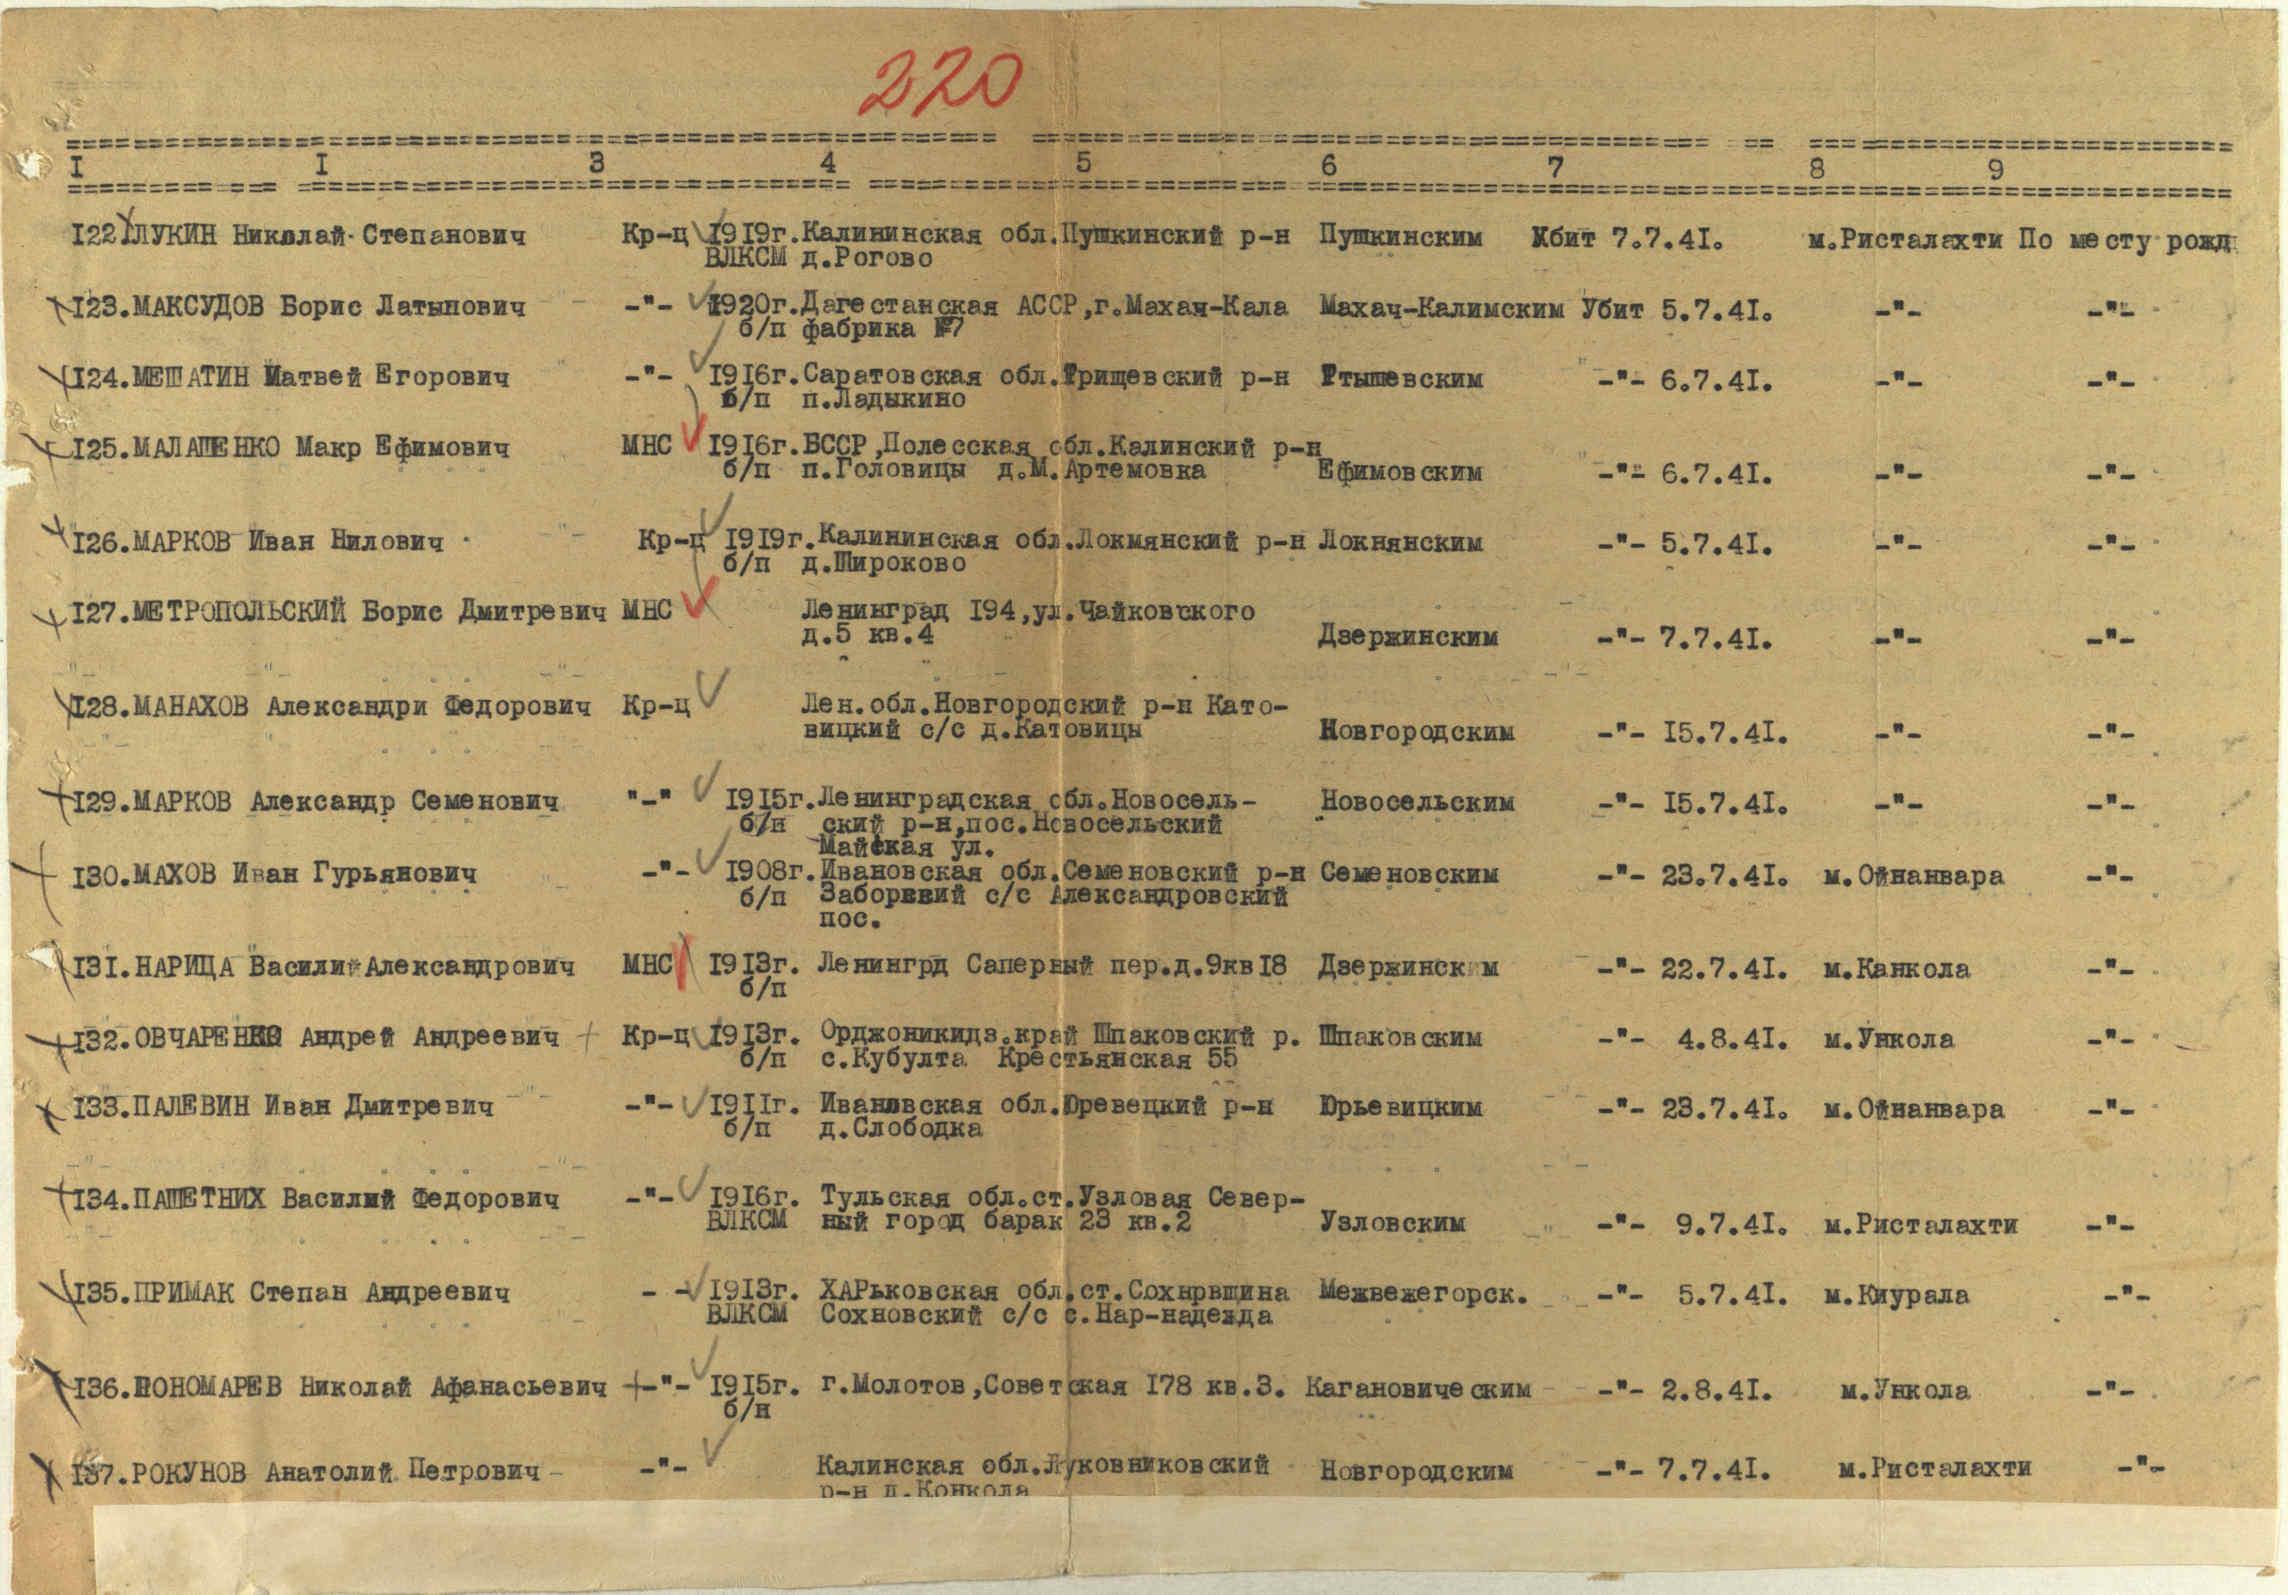 220
I I 3 4 5 6 7 8 9
I22 ЛУКИН Николай Степанович Кр-ц I9I9г. Калининская обл.Пушкинский р-н Пушкинским Убит 7.7.4I. м.Ристалахти По месту рожд
ВЛКСМ д.Рогово
I23.МАКСУДОВ Борис Латынович -"- I920г. Дагестанская АССР,г.Махач-Кала Махач-Калимским Убит 5.7.4I. -"- -"-
б/п фабрика №7
I24.МЕШАТИН Матвей Егорович -"- I9I6г. Саратовская обл.Трищевский р-н Ртышевским -"- 6.7.4I. -"- -"-
б/п п.Ладыкино
I25.МАЛАШЕНКО Макр Ефимович МНС I9I6г. БССР,Полесская обл.Калинский р-н
б/п п.Головицы д.М.Артемовка Ефимовским -"- 6.7.4I. -"- -"-
I26.МАРКОВ Иван Нилович Кр-ц I9I9г. Калининская обл.Локмянский р-н Локнянским -"- 5.7.4I. -"- -"-
б/п д.Широково
I27.МЕТРОПОЛЬСКИЙ Борис Дмитревич МНС Ленинград I94,ул.Чайковского
д.5 кв.4 Дзержинским -"- 7.7.4I. -"- -"-
I28.МАНАХОВ Александри Федорович Кр-ц Лен.обл.Новгородский р-н Като-
вицкий с/с д.Катовицы Новгородским -"- I5.7.4I. -"- -"-
I29.МАРКОВ Александр Семенович "-" I9I5г. Ленинградская обл.Новосель- Новосельским -"- I5.7.4I. -"- -"-
б/н ский р-н,пос.Новосельский
Майская ул.
I30.МАХОВ Иван Гурьянович -"- I908г. Ивановская обл.Семеновский р-н Семеновским -"- 23.7.4I. м.Ойнанвара -"-
б/п с/с Александровский
пос.
I3I.НАРИЦА Василий Александрович МНС I9I3г. Ленингрд Саперный пер.д.9кв I8 Дзержинским -"- 22.7.4I. м.Канкола -"-
б/п
I32.ОВЧАРЕНКО Андрей Андреевич Кр-ц I9I3г. Орджоникидз.край Шпаковский р. Шпаковским -"- 4.8.4I. м.Ункола -"-
б/п с.Кубулта Крестьянская 55
I33.ПАЛЕВИН Иван Дмитревич -"- I9IIг. Ивановская обл.Юревецкий р-н Юрьевицким -"- 23.7.4I. м.Ойнанвара -"-
б/п д.Слободка
I34.ПАШЕТНИХ Василий Федорович -"- I9I6г. Тульская обл.ст.Узловая Север-
ВЛКСМ ный город барак 23 кв.2 Узловским -"- 9.7.4I. м.Ристалахти -"-
I35.ПРИМАК Степан Андреевич - - I9I3г. ХАРьковская обл.ст.Сохнрвщина Межвежегорск. -"- 5.7.4I. м.Киурала -"-
ВЛКСМ Сохновский с/с с.Нар-надежда
I36.ПОНОМАРЕВ Николай Афанасьевич -"- I9I5г. г.Молотов,Советская I78 кв.3. Кагановическим -"- 2.8.4I. м.Ункола -"-
б/н
I37.РОКУНОВ Анатолий Петрович -"- Калинская обл.Луковниковский Новгородским -"- 7.7.4I. м.Ристалахти -"-
р-н д.Конкола